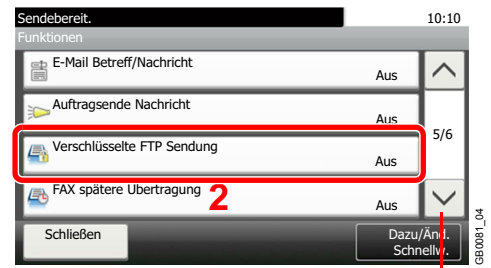 Sendebereit. 10:10
Funktionen
E-Mail Betreff/Nachricht
Aus
Auftragsende Nachricht
Aus
5/6
Verschlüsselte FTP Sendung
Aus
FAX spätere Übertragung
2
Aus
Schließen
Dazu/Änd.
Schnellw.
GB0081_04